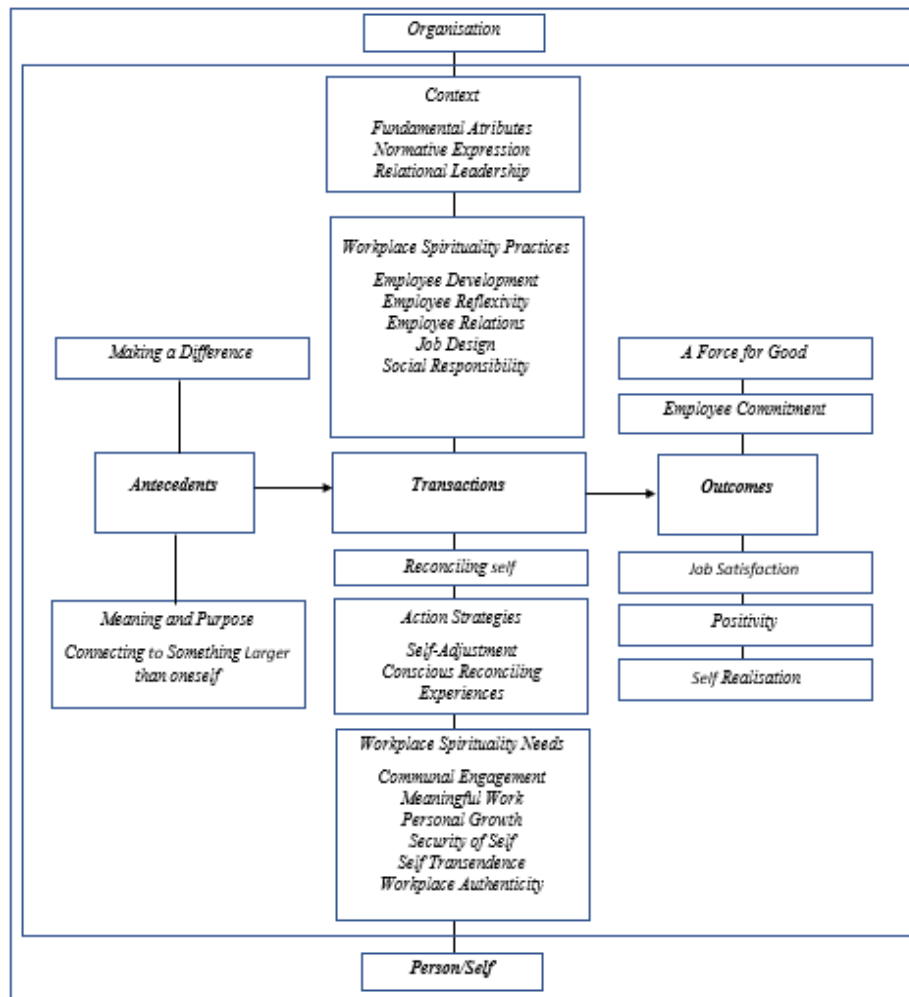 Organisation
Context
Fundamental Atributes
Normative Expression
Relational Leadership
Workplace Spirituality Practices
Employee Development
Employee Reflexivity
Employee Relations
Job Design
Social Responsibility
Making a Difference
A Force for Good
Employee Commitment
Antecedents
Transactions
Outcomes
Reconciling self
Job Satisfaction
Meaning and Purpose
Connecting to Something Larger
than oneself
Action Strategies
Self-Adjustment
Conscious Reconciling
Experiences
Positivity
Self Realisation
Workplace Spirituality Needs
Communal Engagement
Meaningful Work
Personal Growth
Security of Self
Self Transendence
Workplace Authenticity
Person/Self